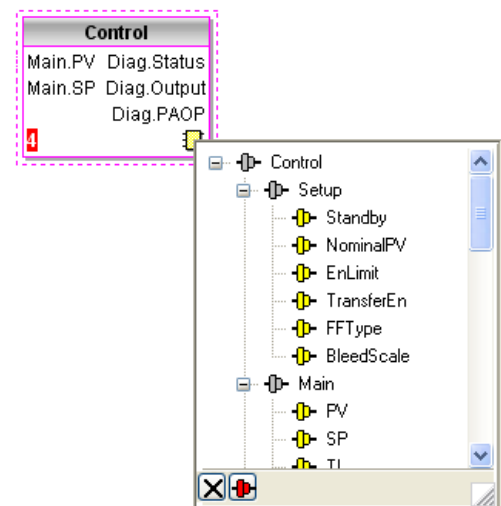 Control
Main.PV Diag.Status
Main.SP Diag.Output
Diag.PAOP
4
Control
Setup
Standby
NominalPV
EnLimit
TransferEn
FFType
BleedScale
Main
PV
SP